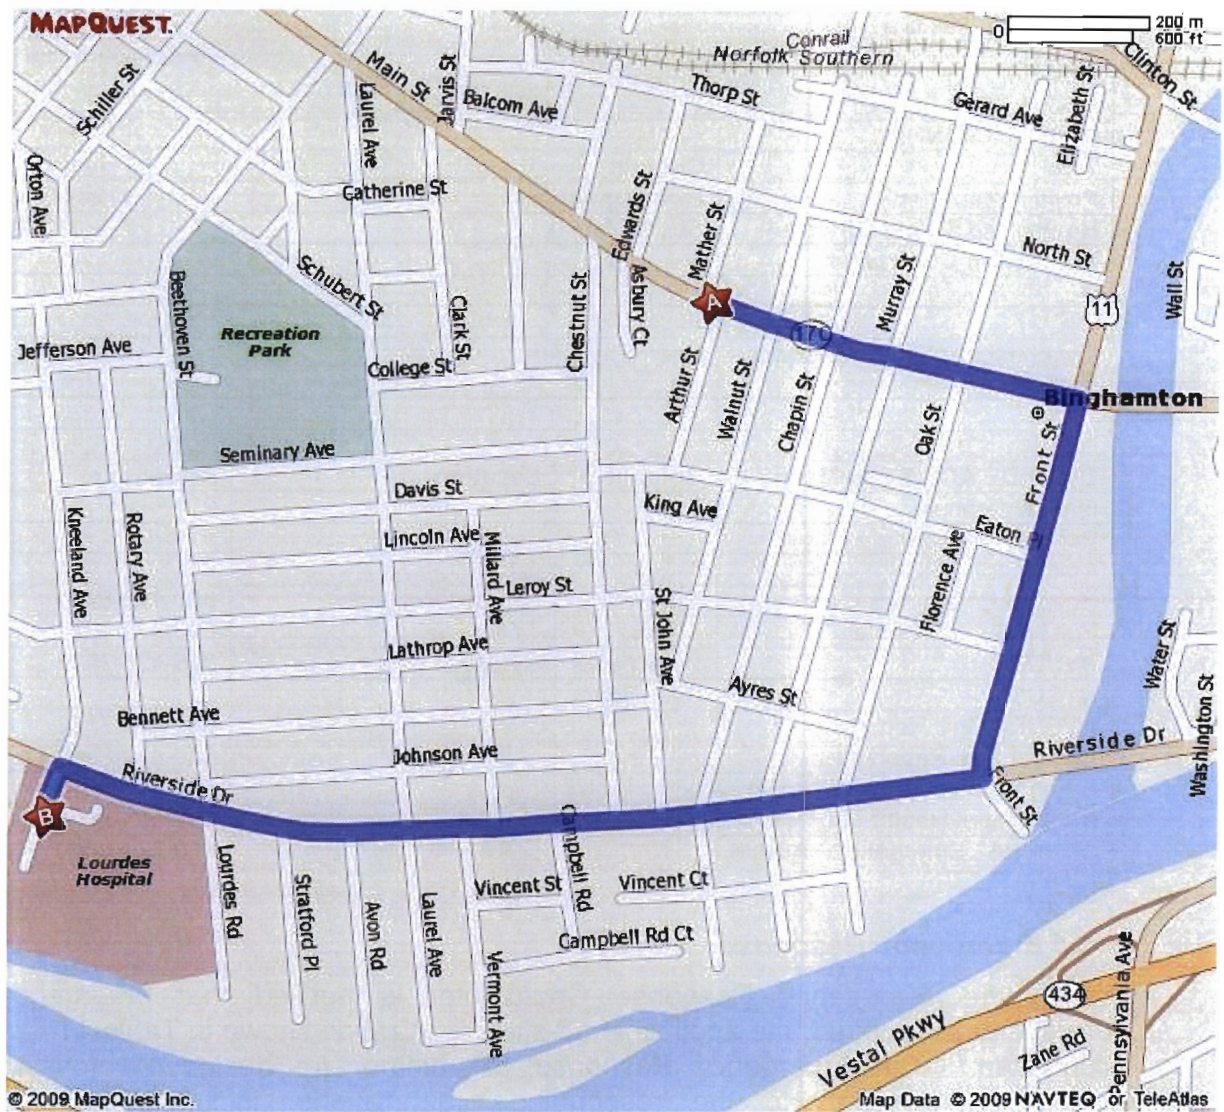 MAPQUEST.
200 m
0
600 ft
Conrail
Norfolk Southern
Clinton St
Schiller St
Main St
Jarvis St
Balcom Ave
Thorp St
Gerard Ave
Elizabeth St
Laurel Ave
Orton Ave
Catherine St
Edwards St
Mather St
North St
Murray St
Wall St
Schubert St
Beethoven St
Recreation
Park
Clark St
Chestnut St
Asbury Ct
A
11
Jefferson Ave
College St
Arthur St
Walnut St
Chapin St
Oak St
Binghamton
Front St
Seminary Ave
Davis St
King Ave
Kneeland Ave
Rotary Ave
Lincoln Ave
Millard Ave
Eaton Pl
Florence Ave
Leroy St
St John Ave
Lathrop Ave
Water St
Washington St
Ayres St
Bennett Ave
Johnson Ave
Riverside Dr
Riverside Dr
Front St
B
Lourdes
Hospital
Lourdes Rd
Stratford Pl
Avon Rd
Laurel Ave
Vermont Ave
Campbell Rd
Vincent St
Vincent Ct
Campbell Rd Ct
434
Pennsylvania Ave
Vestal Pkwy
Zane Rd
© 2009 MapQuest Inc.
Map Data © 2009 NAVTEQ or TeleAtlas